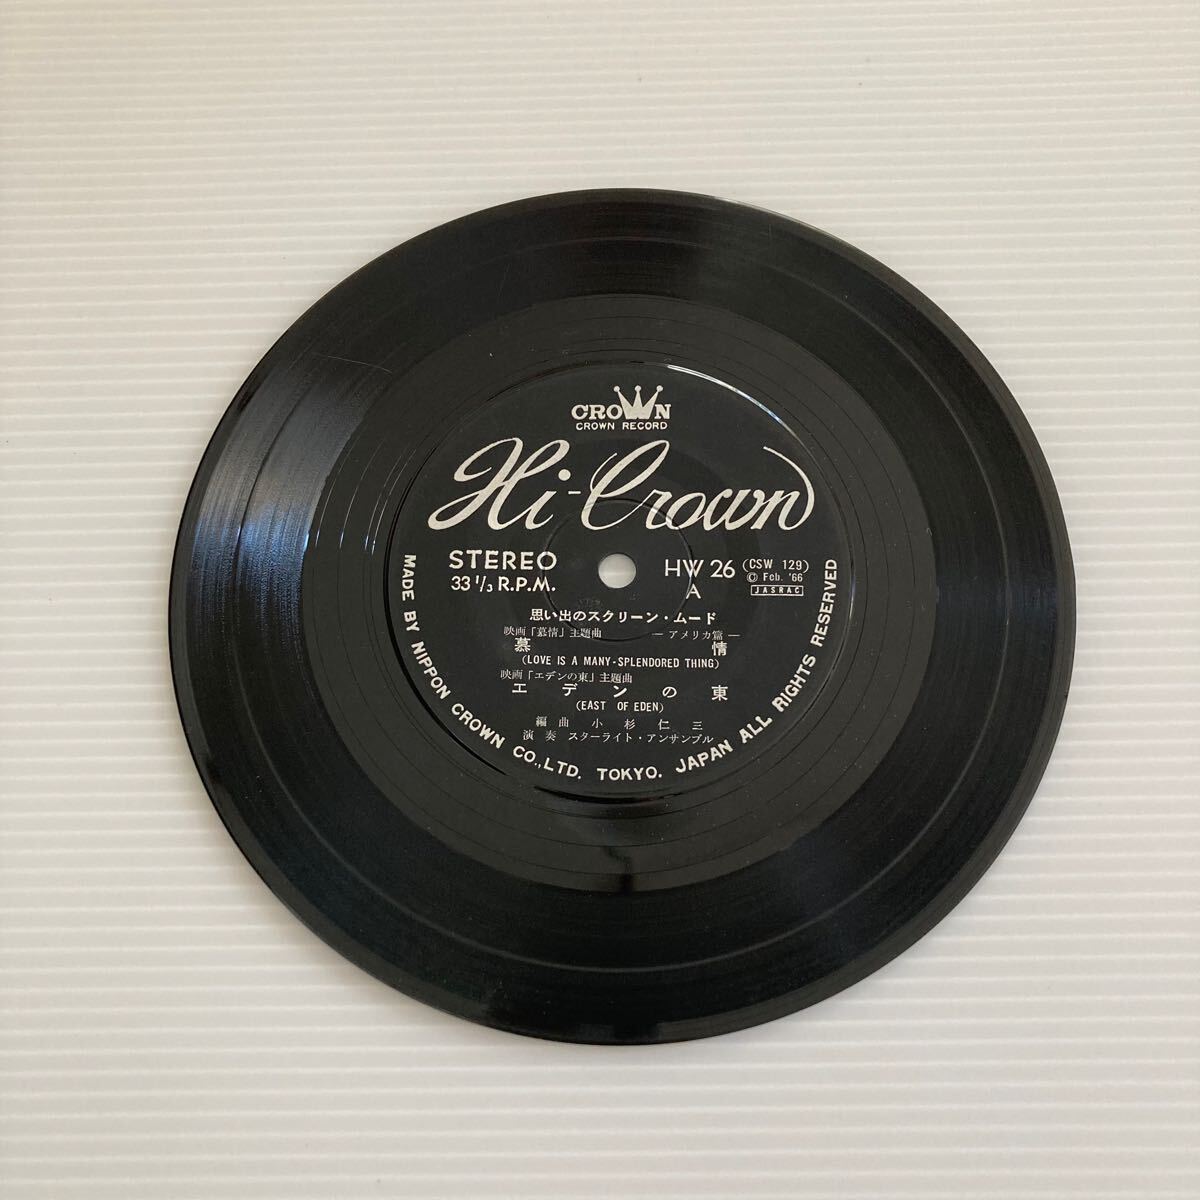 CROWN
CROWN RECORD
Hi-Crown
STEREO
33 1/3 R.P.M.
HW 26
A
(CSW 129)
© Feb. '66
JASRAC
思い出のスクリーン・ムード
映画「慕情」主題曲 ―アメリカ篇―
慕情
(LOVE IS A MANY-SPLENDORED THING)
映画「エデンの東」主題曲
エデンの東
(EAST OF EDEN)
編曲 小杉仁三
演奏 スターライト・アンサンブル
MADE BY NIPPON CROWN CO.,LTD. TOKYO. JAPAN ALL RIGHTS RESERVED